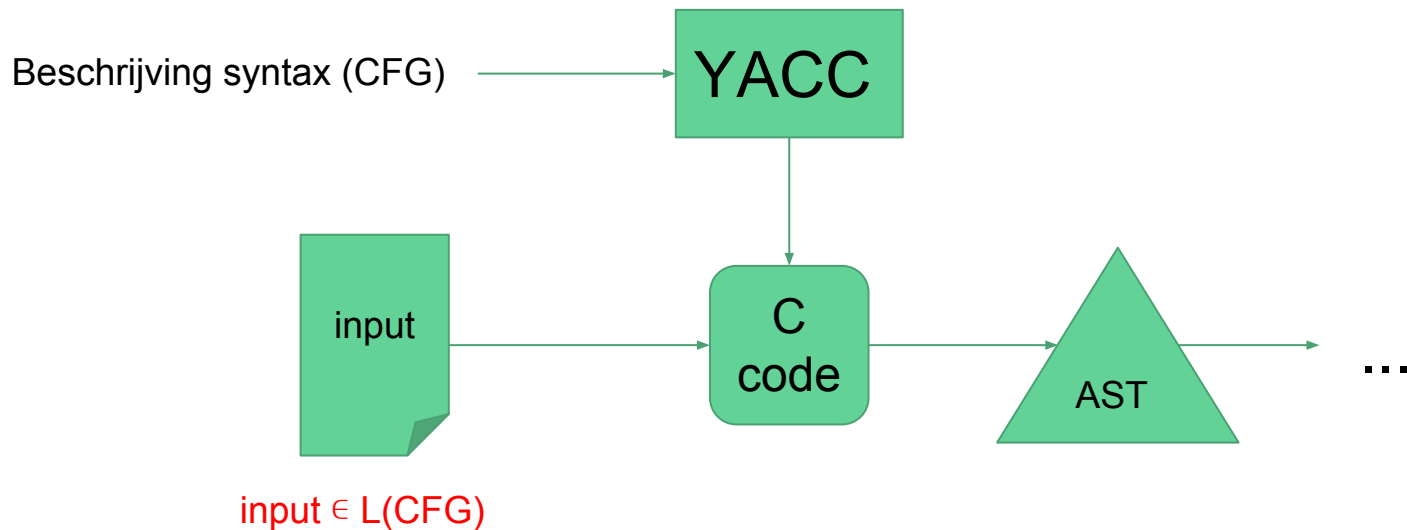 Beschrijving syntax (CFG)
YACC
input
C
code
AST
...
input ∈ L(CFG)